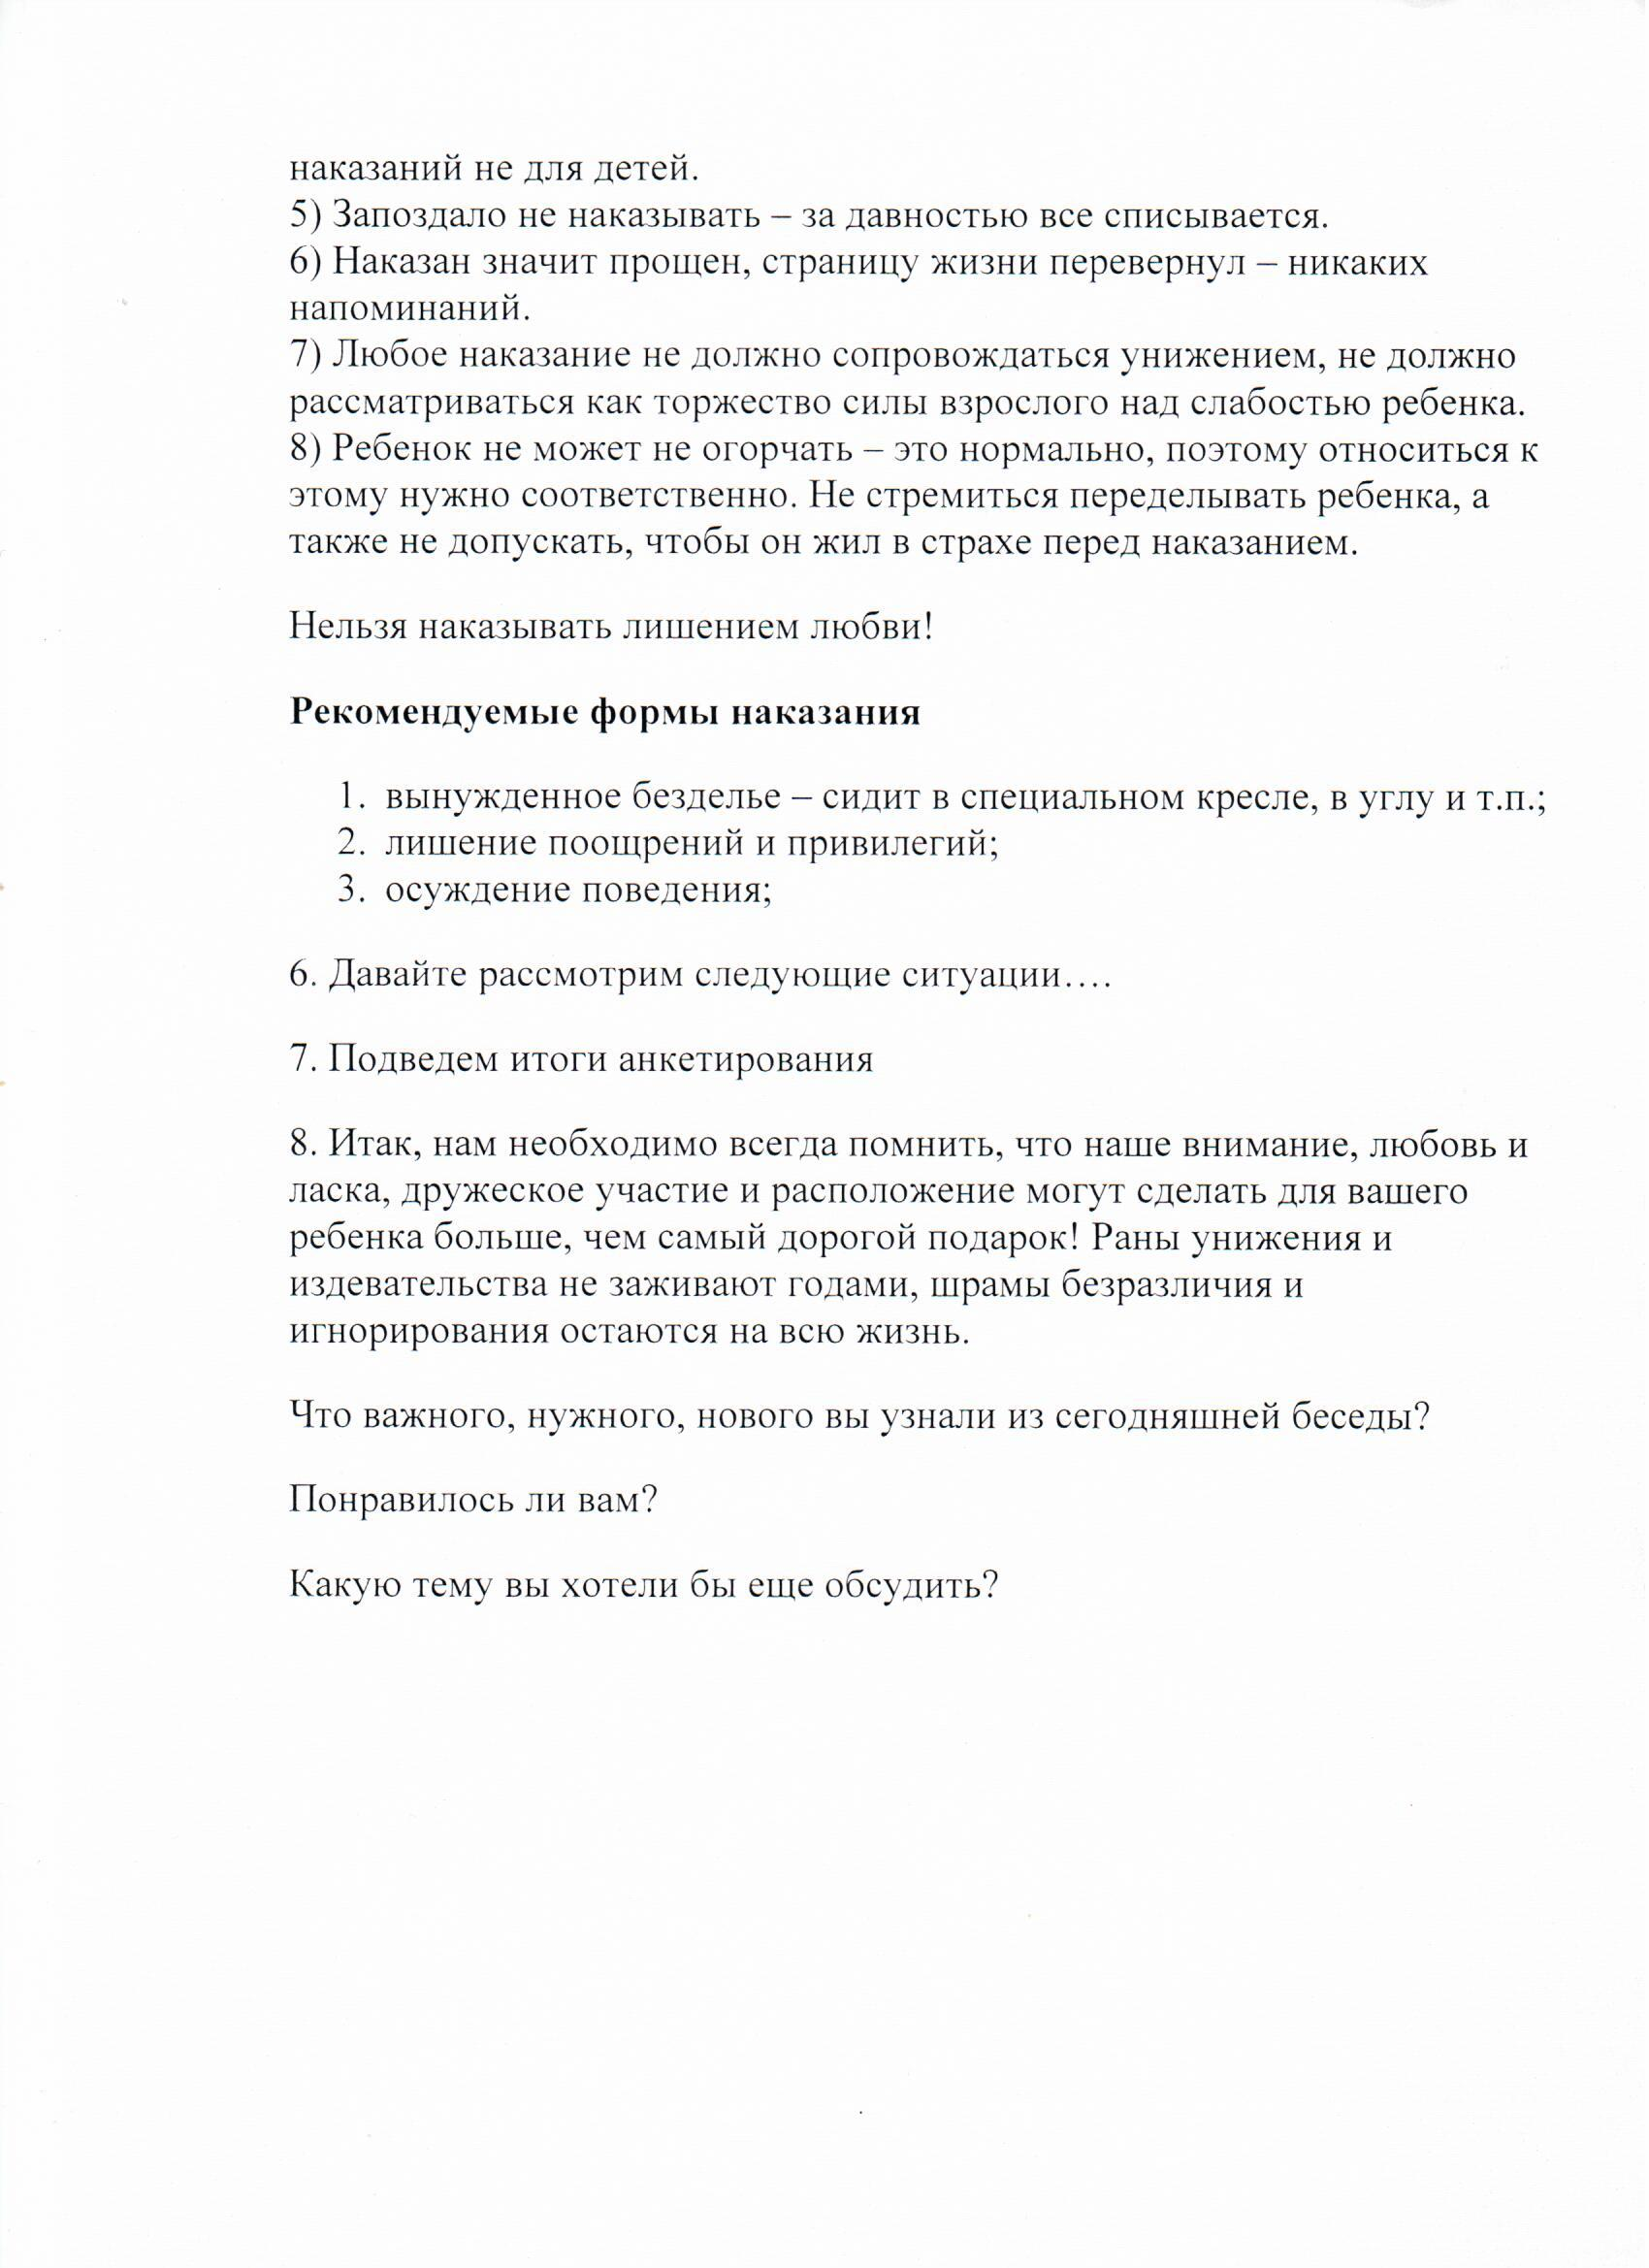 наказаний не для детей.
5) Запоздало не наказывать – за давностью все списывается.
6) Наказан значит прощен, страницу жизни перевернул – никаких
напоминаний.
7) Любое наказание не должно сопровождаться унижением, не должно
рассматриваться как торжество силы взрослого над слабостью ребенка.
8) Ребенок не может не огорчать – это нормально, поэтому относиться к
этому нужно соответственно. Не стремиться переделывать ребенка, а
также не допускать, чтобы он жил в страхе перед наказанием.
Нельзя наказывать лишением любви!
Рекомендуемые формы наказания
1. вынужденное безделье – сидит в специальном кресле, в углу и т.п.;
2. лишение поощрений и привилегий;
3. осуждение поведения;
6. Давайте рассмотрим следующие ситуации….
7. Подведем итоги анкетирования
8. Итак, нам необходимо всегда помнить, что наше внимание, любовь и
ласка, дружеское участие и расположение могут сделать для вашего
ребенка больше, чем самый дорогой подарок! Раны унижения и
издевательства не заживают годами, шрамы безразличия и
игнорирования остаются на всю жизнь.
Что важного, нужного, нового вы узнали из сегодняшней беседы?
Понравилось ли вам?
Какую тему вы хотели бы еще обсудить?